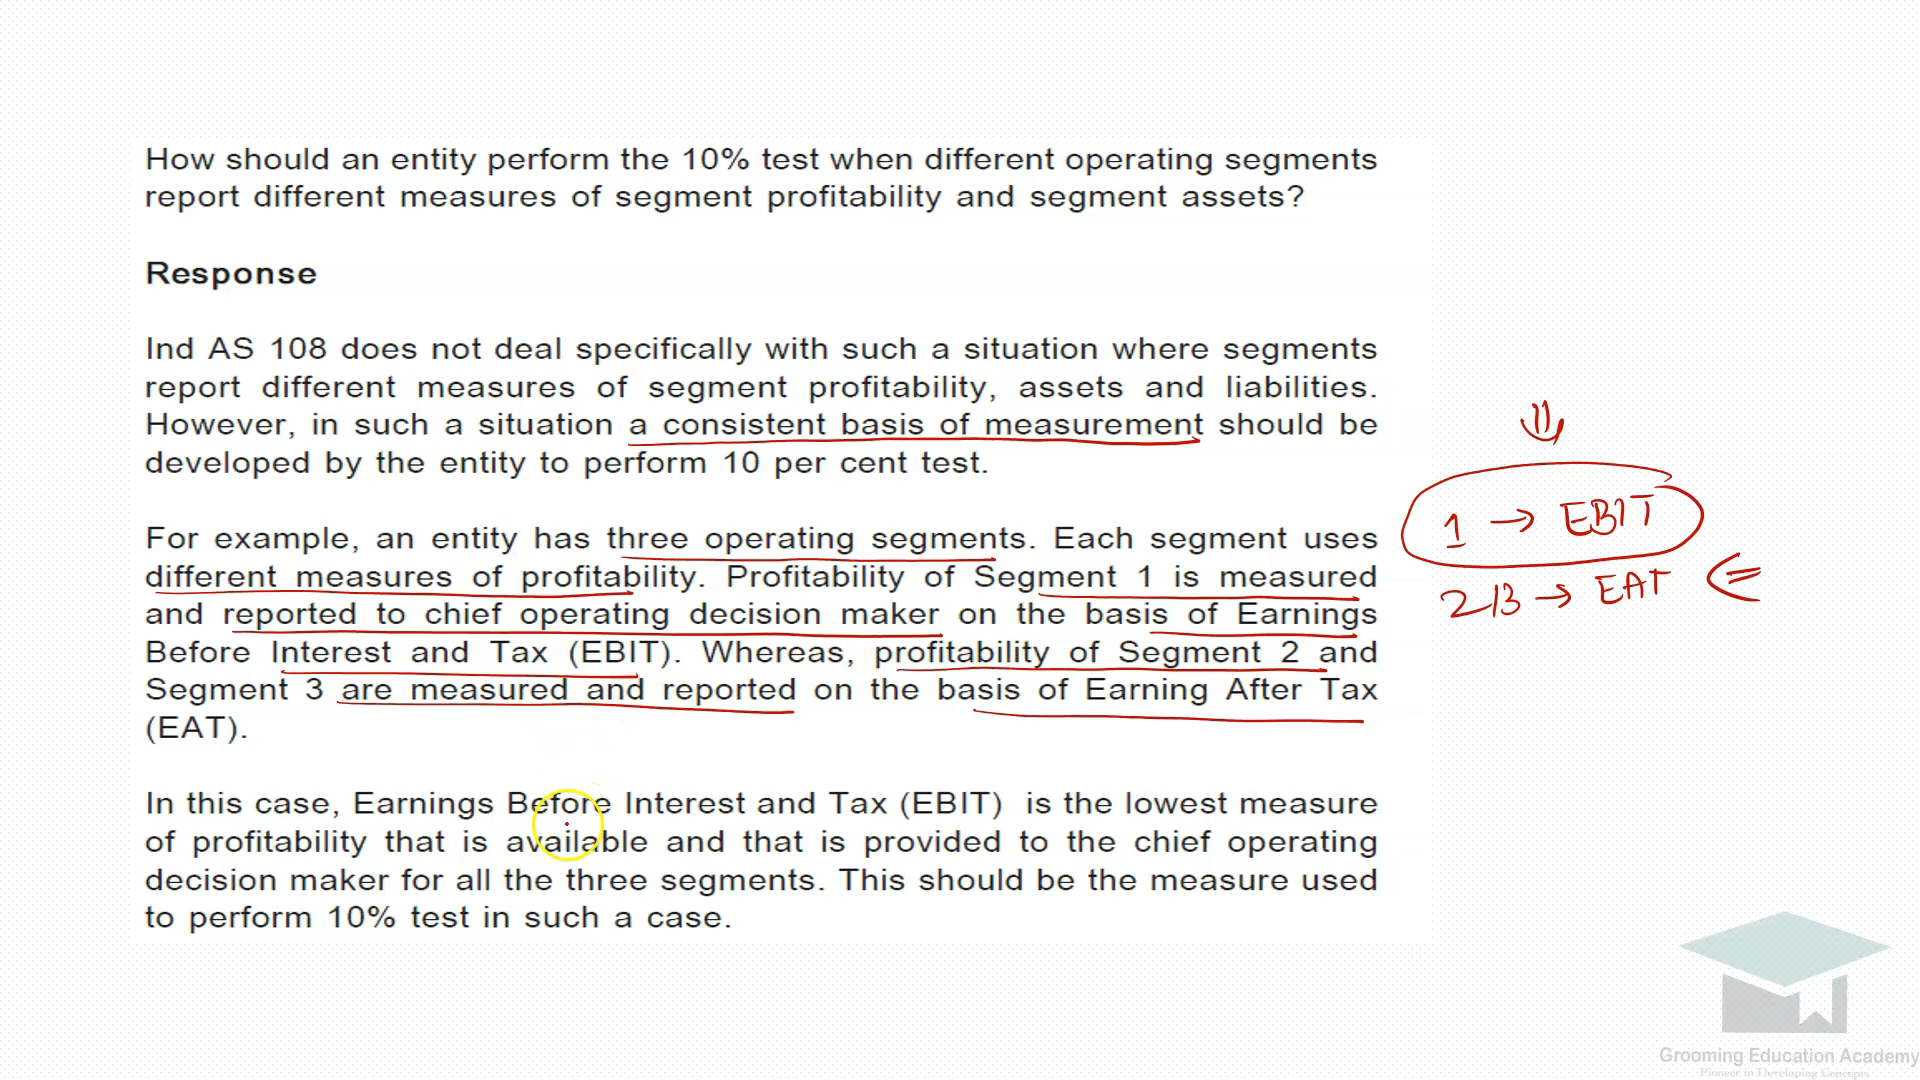 How should an entity perform the 10% test when different operating segments
report different measures of segment profitability and segment assets?
Response
Ind AS 108 does not deal specifically with such a situation where segments
report different measures of segment profitability, assets and liabilities.
However, in such a situation a consistent basis of measurement should be
developed by the entity to perform 10 per cent test.
For example, an entity has three operating segments. Each segment uses
different measures of profitability. Profitability of Segment 1 is measured
and reported to chief operating decision maker on the basis of Earnings
Before Interest and Tax (EBIT). Whereas, profitability of Segment 2 and
Segment 3 are measured and reported on the basis of Earning After Tax
(EAT).
In this case, Earnings Before Interest and Tax (EBIT) is the lowest measure
of profitability that is available and that is provided to the chief operating
decision maker for all the three segments. This should be the measure used
to perform 10% test in such a case.
1 → EBIT
2/3 → EAT
Grooming Education Academy
Pioneer in Developing Concepts